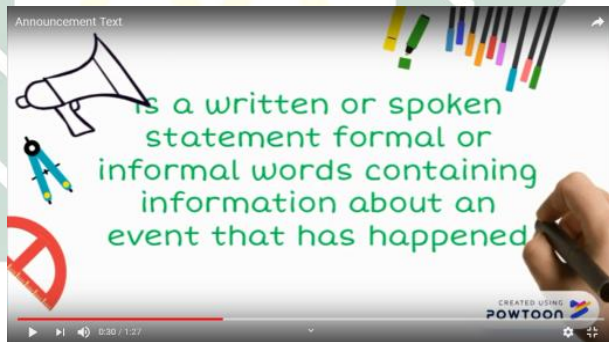 Announcement Text
is a written or spoken
statement formal or
informal words containing
information about an
event that has happened
CREATED USING
POWTOON
0:30 / 1:27